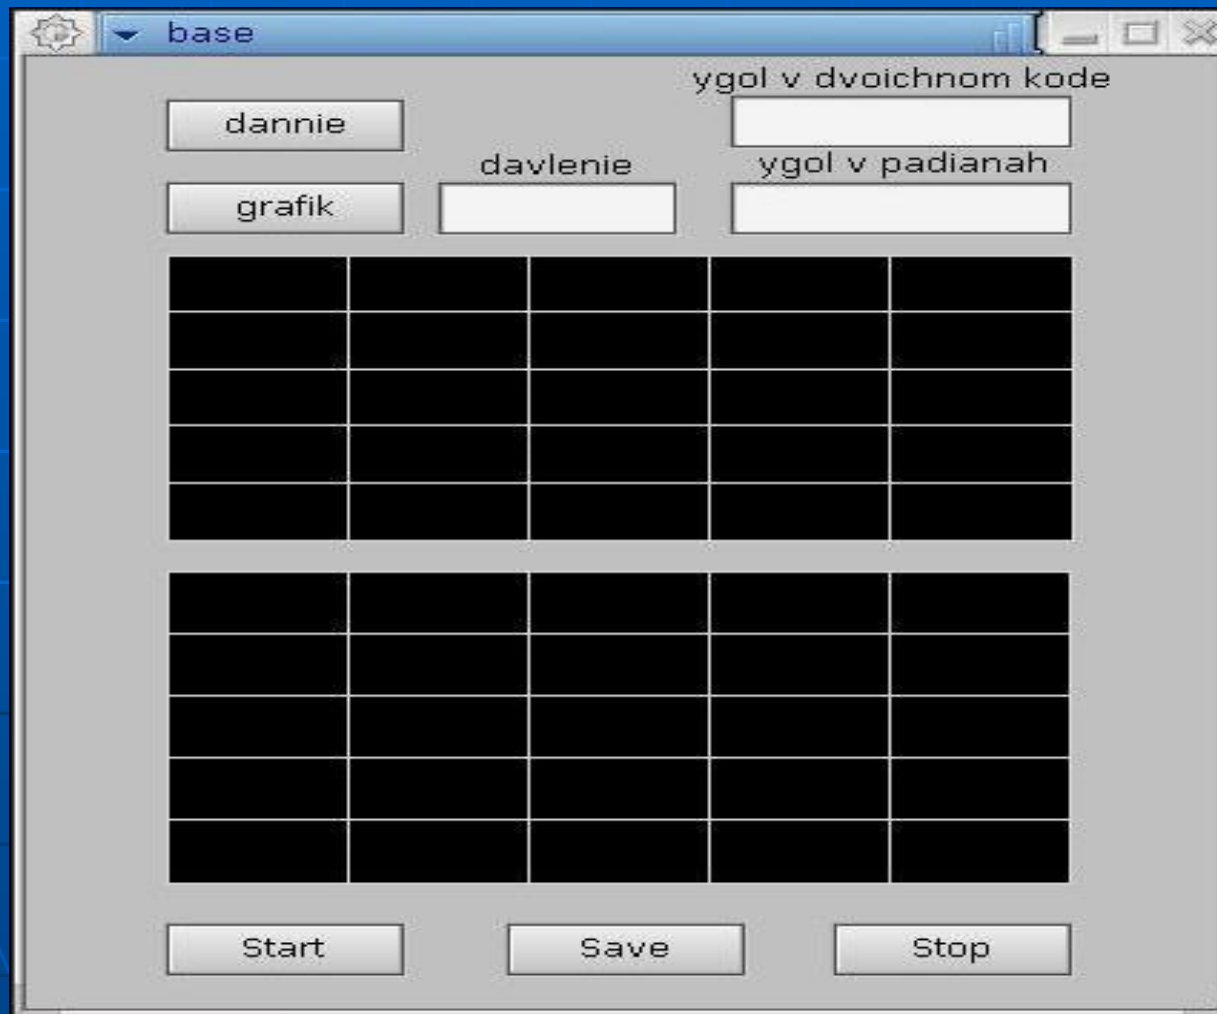 base
ygol v dvoichnom kode
dannie
davlenie
ygol v padianah
grafik
Start
Save
Stop